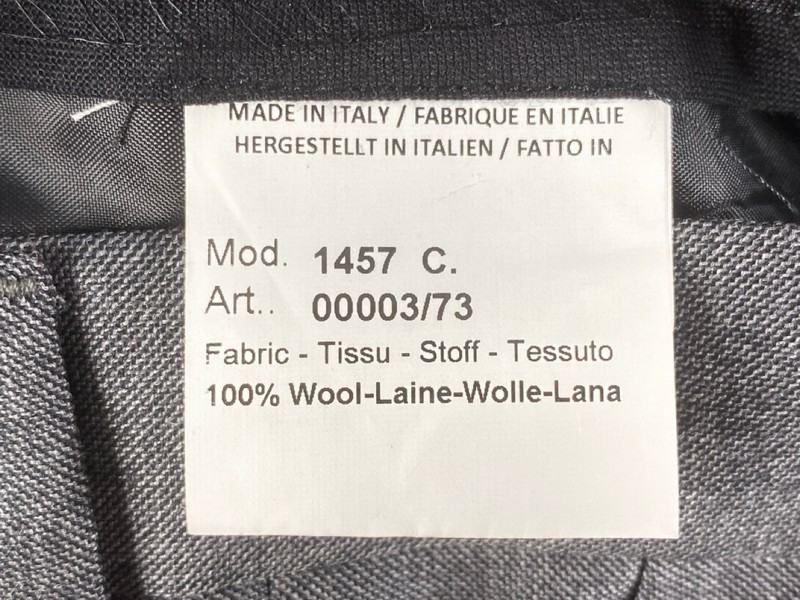 MADE IN ITALY / FABRIQUE EN ITALIE
HERGESTELLT IN ITALIEN / FATTO IN
Mod. 1457 C.
Art.. 00003/73
Fabric - Tissu - Stoff - Tessuto
100% Wool-Laine-Wolle-Lana